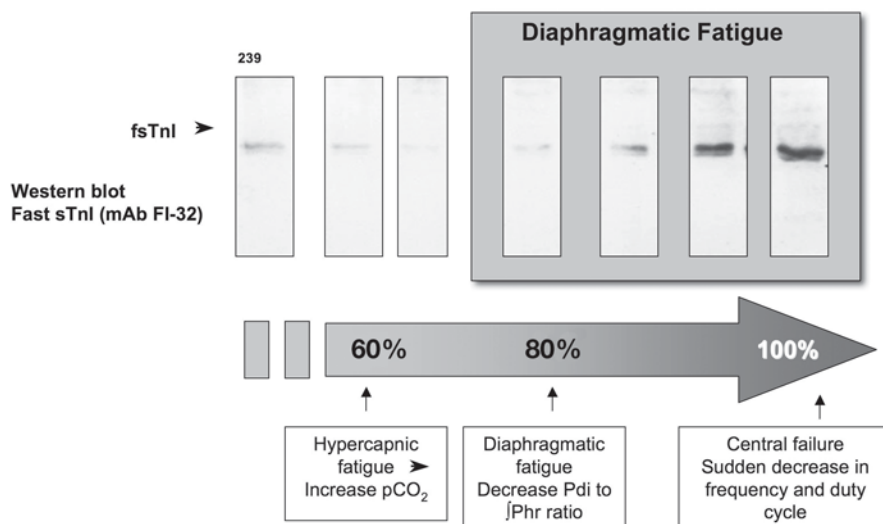 Diaphragmatic Fatigue
239
fsTnI
Western blot
Fast sTnI (mAb FI-32)
60%
80%
100%
Hypercapnic
fatigue
Increase pCO₂
Diaphragmatic
fatigue
Decrease Pdi to
∫Phr ratio
Central failure
Sudden decrease in
frequency and duty
cycle